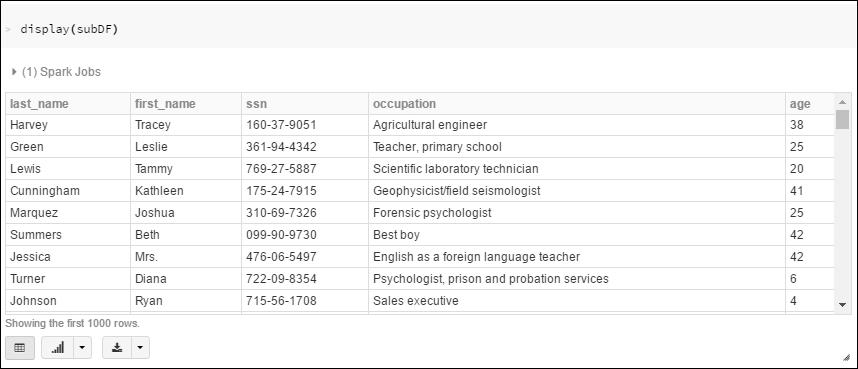 > display(subDF)
(1) Spark Jobs
last_name first_name ssn occupation age
Harvey Tracey 160-37-9051 Agricultural engineer 38
Green Leslie 361-94-4342 Teacher, primary school 25
Lewis Tammy 769-27-5887 Scientific laboratory technician 20
Cunningham Kathleen 175-24-7915 Geophysicist/field seismologist 41
Marquez Joshua 310-69-7326 Forensic psychologist 25
Summers Beth 099-90-9730 Best boy 42
Jessica Mrs. 476-06-5497 English as a foreign language teacher 42
Turner Diana 722-09-8354 Psychologist, prison and probation services 6
Johnson Ryan 715-56-1708 Sales executive 4
Showing the first 1000 rows.